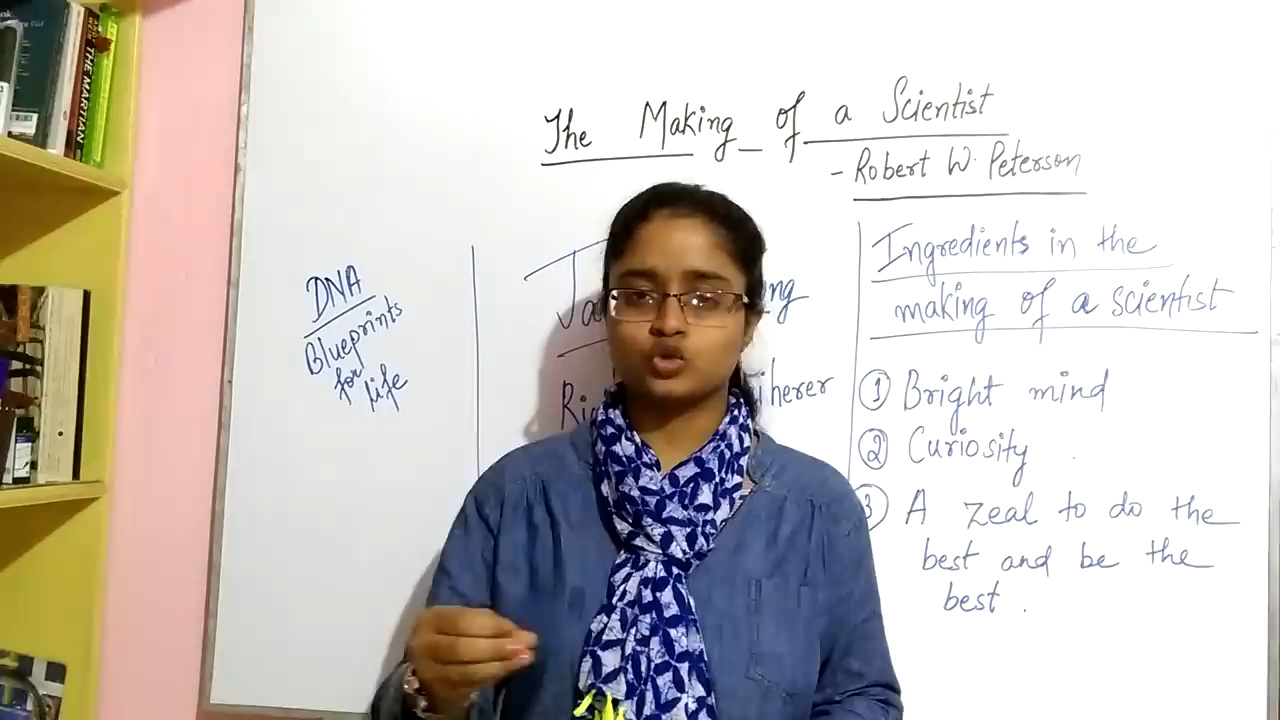 The Making of a Scientist
- Robert W. Peterson
DNA
Blueprints
for
life
Ingredients in the
making of a scientist
① Bright mind
② Curiosity
3 A zeal to do the
best and be the
best.
THE MARTIAN